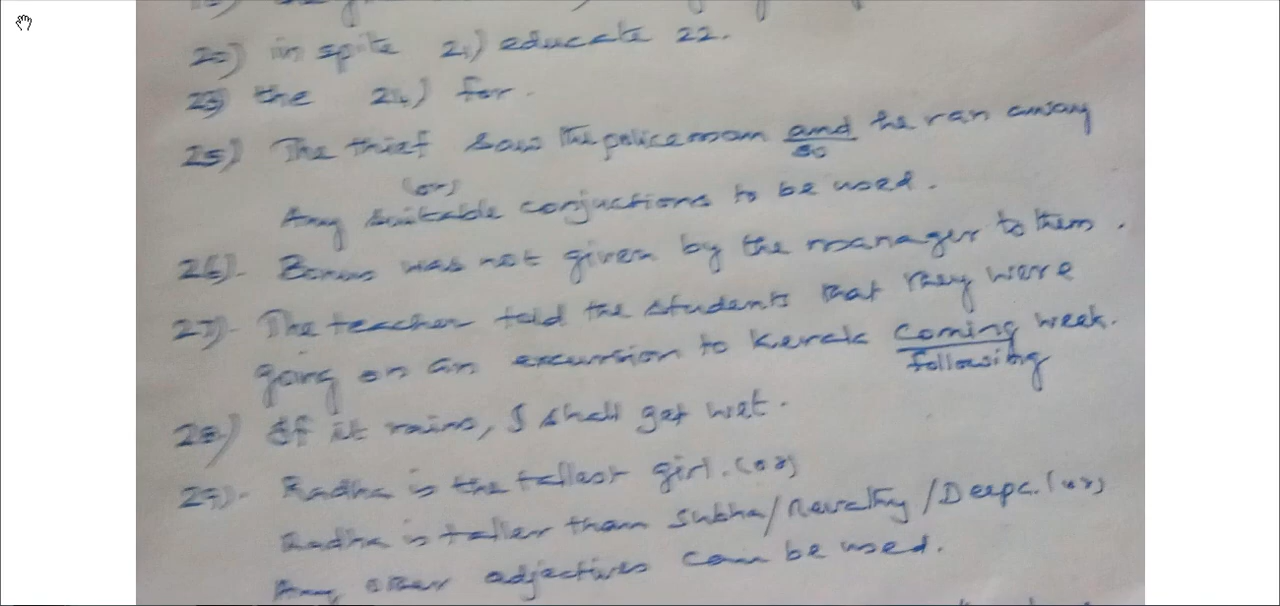 20) in spite 21) educate 22.
23) the 24) for.
25) The thief saw the policeman and he ran away
so
(or)
Any suitable conjuctions to be used.
26). Bonus was not given by the manager to them.
27). The teacher told the students that they were
going on an excursion to Kerala coming week.
following
28) If it rains, I shall get wet.
29). Radha is the tallest girl. (or)
Radha is taller than Subha/Revathy/Deepa. (or)
Any other adjectives can be used.